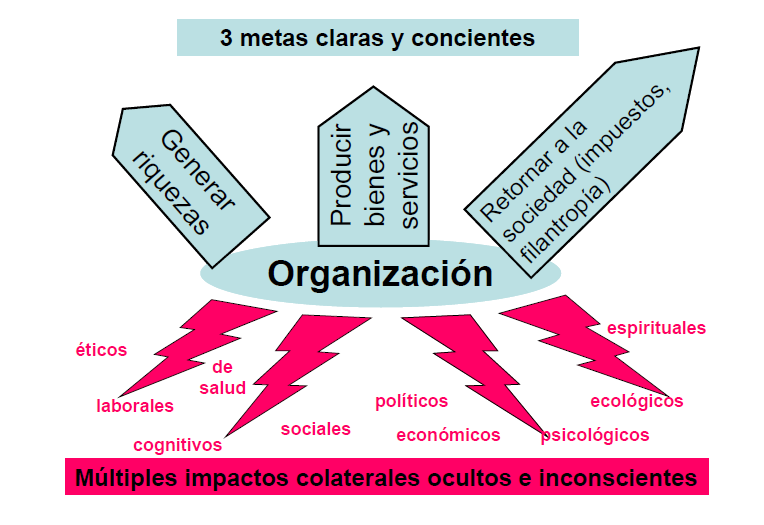 3 metas claras y concientes
Generar
riquezas
Producir
bienes y
servicios
Retornar a la
sociedad (impuestos,
filantropía)
Organización
éticos
de
salud
laborales
cognitivos
sociales
políticos
económicos
espirituales
ecológicos
psicológicos
Múltiples impactos colaterales ocultos e inconscientes